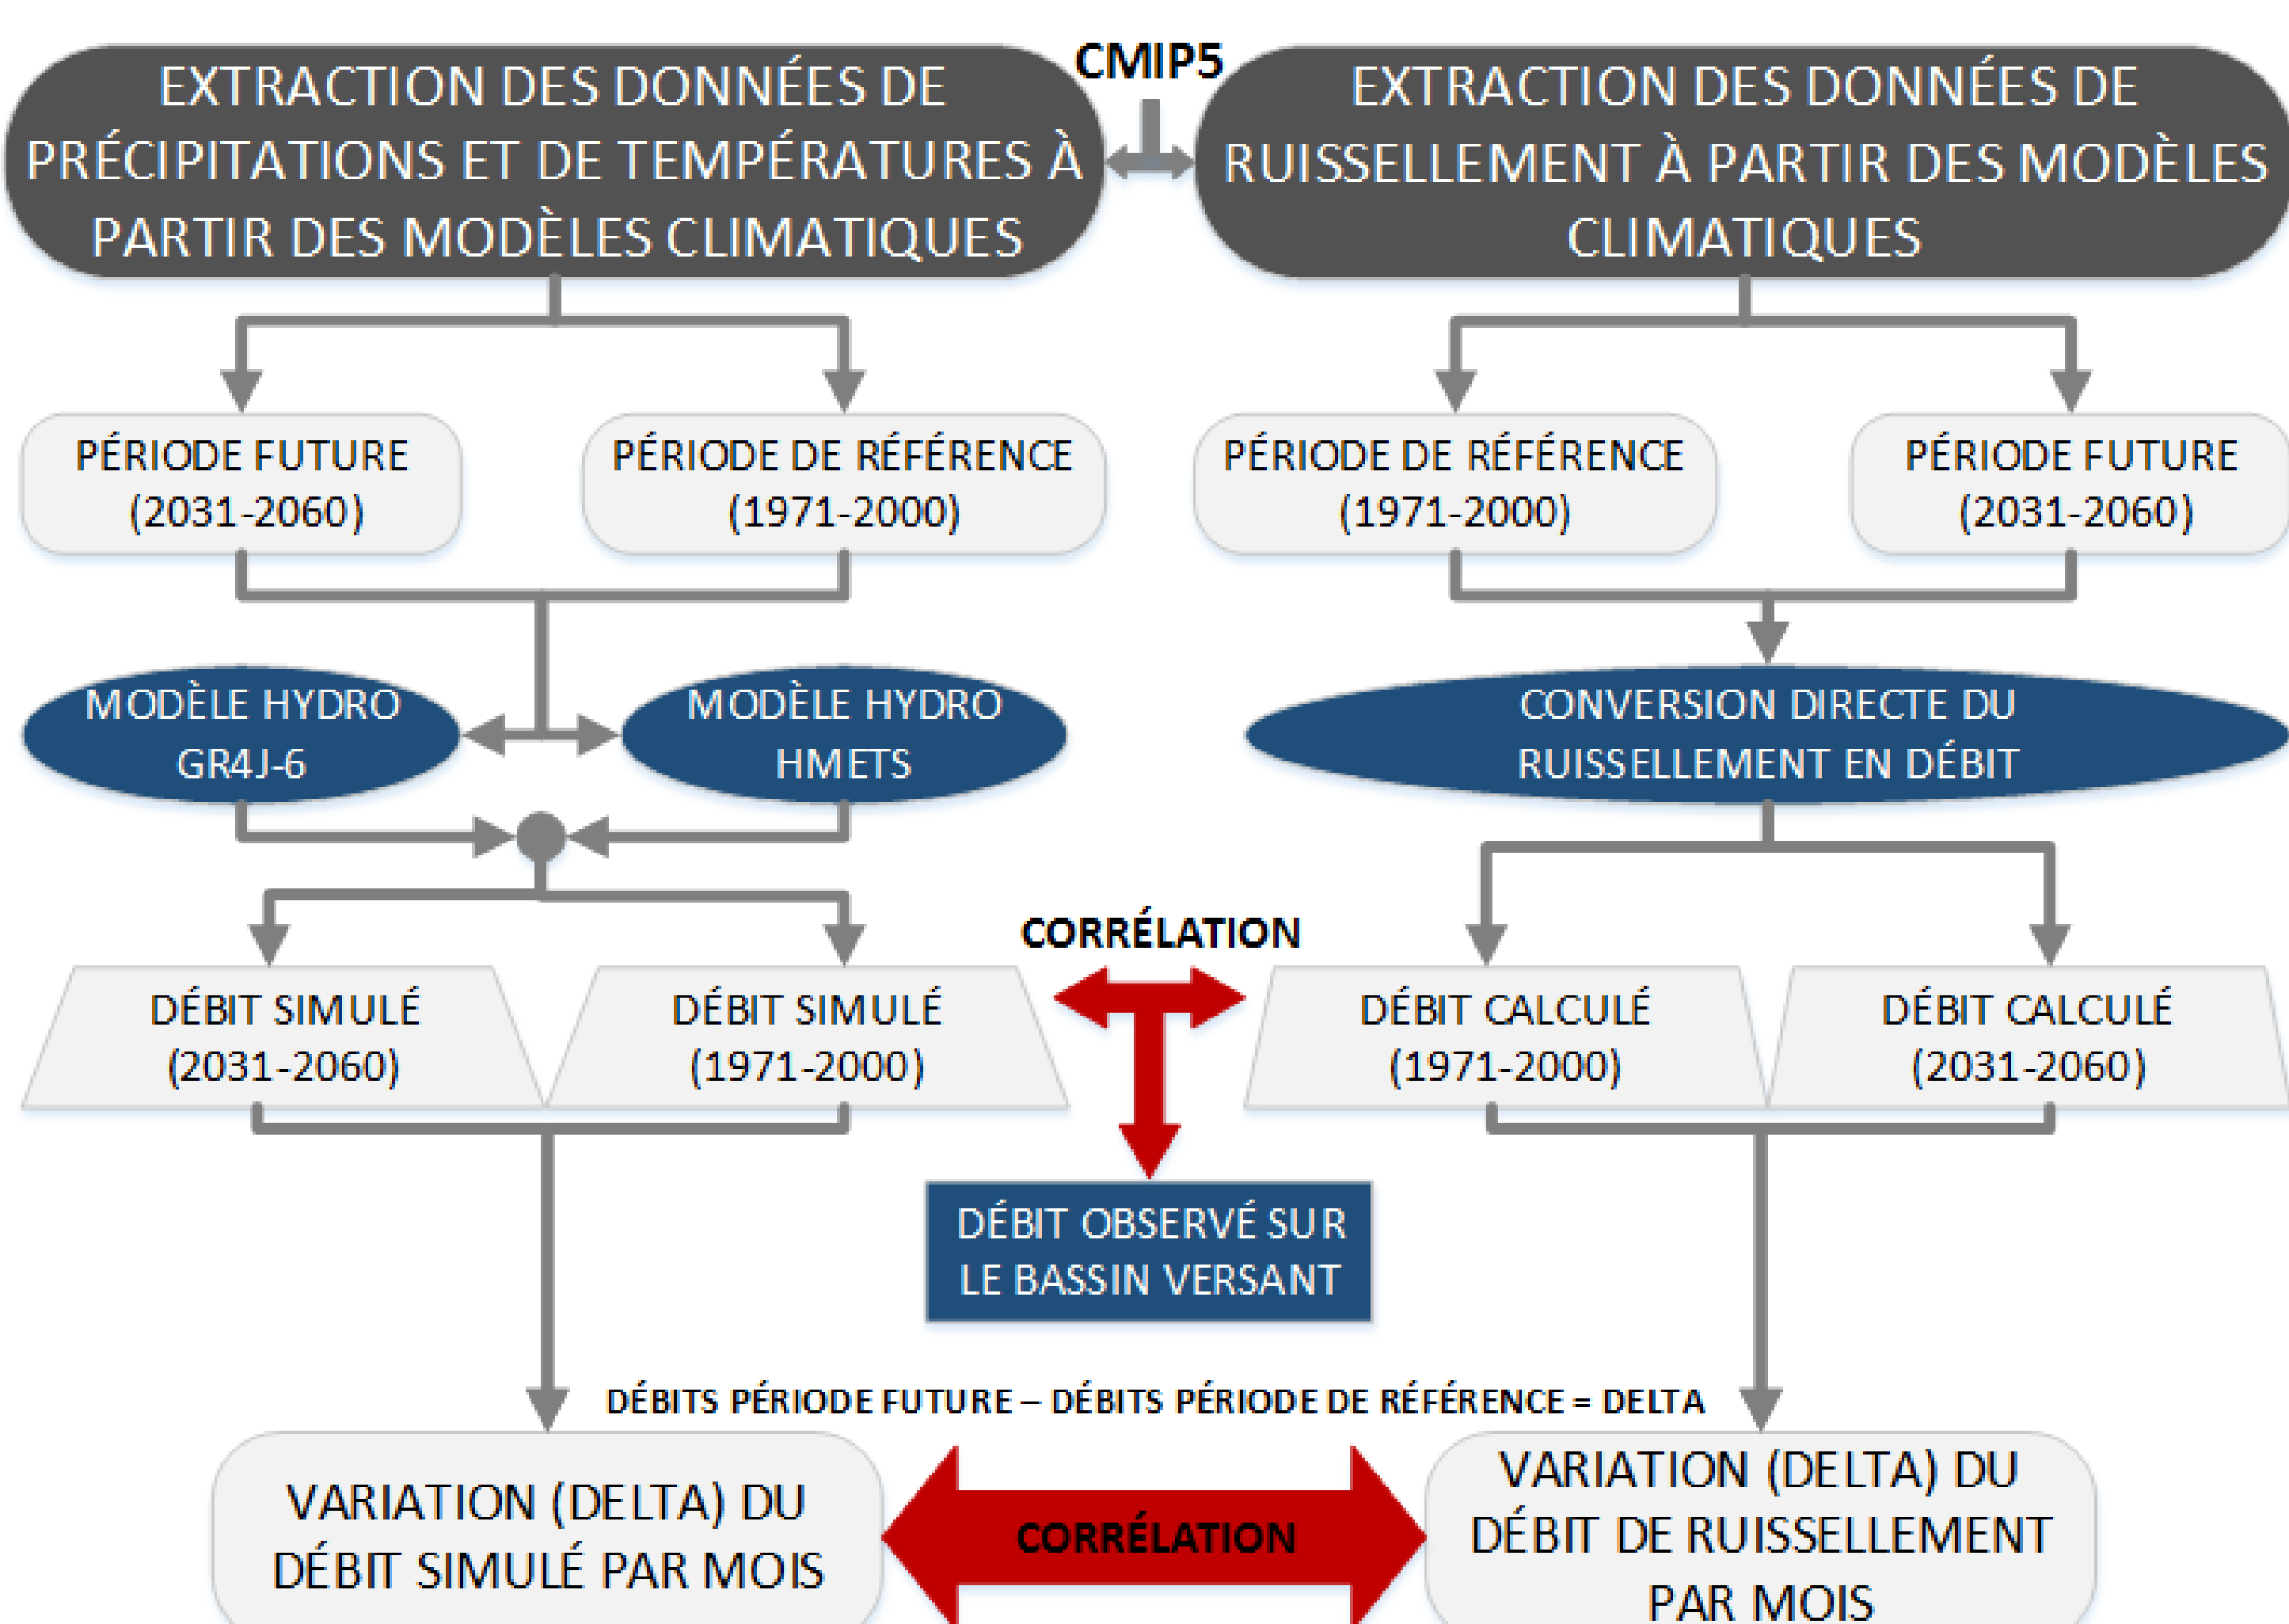 CMIP5
EXTRACTION DES DONNÉES DE
PRÉCIPITATIONS ET DE TEMPÉRATURES À
PARTIR DES MODÈLES CLIMATIQUES
EXTRACTION DES DONNÉES DE
RUISSELLEMENT À PARTIR DES MODÈLES
CLIMATIQUES
PÉRIODE FUTURE
(2031-2060)
PÉRIODE DE RÉFÉRENCE
(1971-2000)
PÉRIODE DE RÉFÉRENCE
(1971-2000)
PÉRIODE FUTURE
(2031-2060)
MODÈLE HYDRO
GR4J-6
MODÈLE HYDRO
HMETS
CONVERSION DIRECTE DU
RUISSELLEMENT EN DÉBIT
CORRÉLATION
DÉBIT SIMULÉ
(2031-2060)
DÉBIT SIMULÉ
(1971-2000)
DÉBIT CALCULÉ
(1971-2000)
DÉBIT CALCULÉ
(2031-2060)
DÉBIT OBSERVÉ SUR
LE BASSIN VERSANT
DÉBITS PÉRIODE FUTURE – DÉBITS PÉRIODE DE RÉFÉRENCE = DELTA
VARIATION (DELTA) DU
DÉBIT SIMULÉ PAR MOIS
CORRÉLATION
VARIATION (DELTA) DU
DÉBIT DE RUISSELLEMENT
PAR MOIS